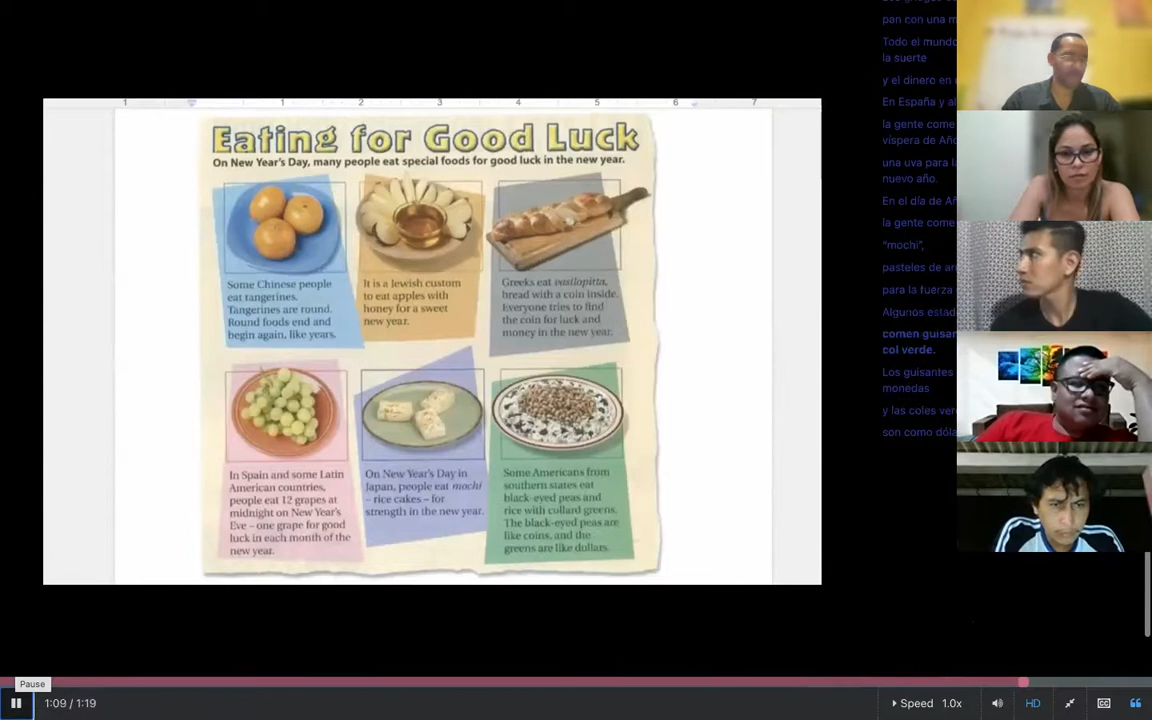 1 1 2 3 4 5 6 7
Eating for Good Luck
On New Year's Day, many people eat special foods for good luck in the new year.
Some Chinese people
eat tangerines.
Tangerines are round.
Round foods end and
begin again, like years.
It is a Jewish custom
to eat apples with
honey for a sweet
new year.
Greeks eat vasilopitta,
bread with a coin inside.
Everyone tries to find
the coin for luck and
money in the new year.
In Spain and some Latin
American countries,
people eat 12 grapes at
midnight on New Year's
Eve – one grape for good
luck in each month of the
new year.
On New Year's Day in
Japan, people eat mochi
– rice cakes – for
strength in the new year.
Some Americans from
southern states eat
black-eyed peas and
rice with collard greens.
The black-eyed peas are
like coins, and the
greens are like dollars.
pan con una
Todo el mundo
la suerte
y el dinero en
En España y
la gente come
víspera de
una uva para
nuevo año.
En el día de
la gente come
"mochi",
pasteles de
para la fuerza
Algunos
comen
col verde.
Los guisantes
monedas
y las coles
son como
Pause
1:09 / 1:19
Speed 1.0x
HD
CC